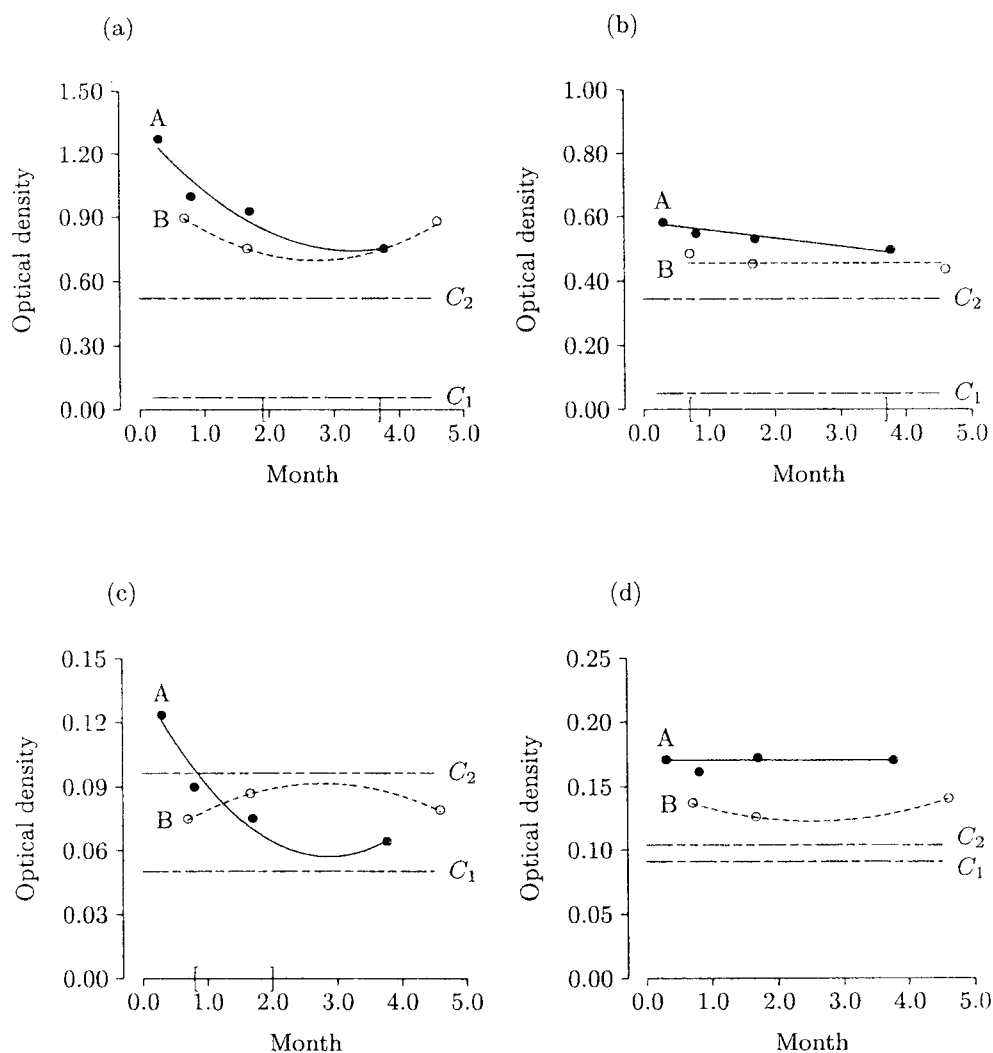 (a)
1.50
1.20
0.90
0.60
0.30
0.00
Optical density
A
B
C₂
C₁
0.0 1.0 2.0 3.0 4.0 5.0
Month
(b)
1.00
0.80
0.60
0.40
0.20
0.00
Optical density
A
B
C₂
C₁
0.0 1.0 2.0 3.0 4.0 5.0
Month
(c)
0.15
0.12
0.09
0.06
0.03
0.00
Optical density
A
B
C₂
C₁
0.0 1.0 2.0 3.0 4.0 5.0
Month
(d)
0.25
0.20
0.15
0.10
0.05
0.00
Optical density
A
B
C₂
C₁
0.0 1.0 2.0 3.0 4.0 5.0
Month